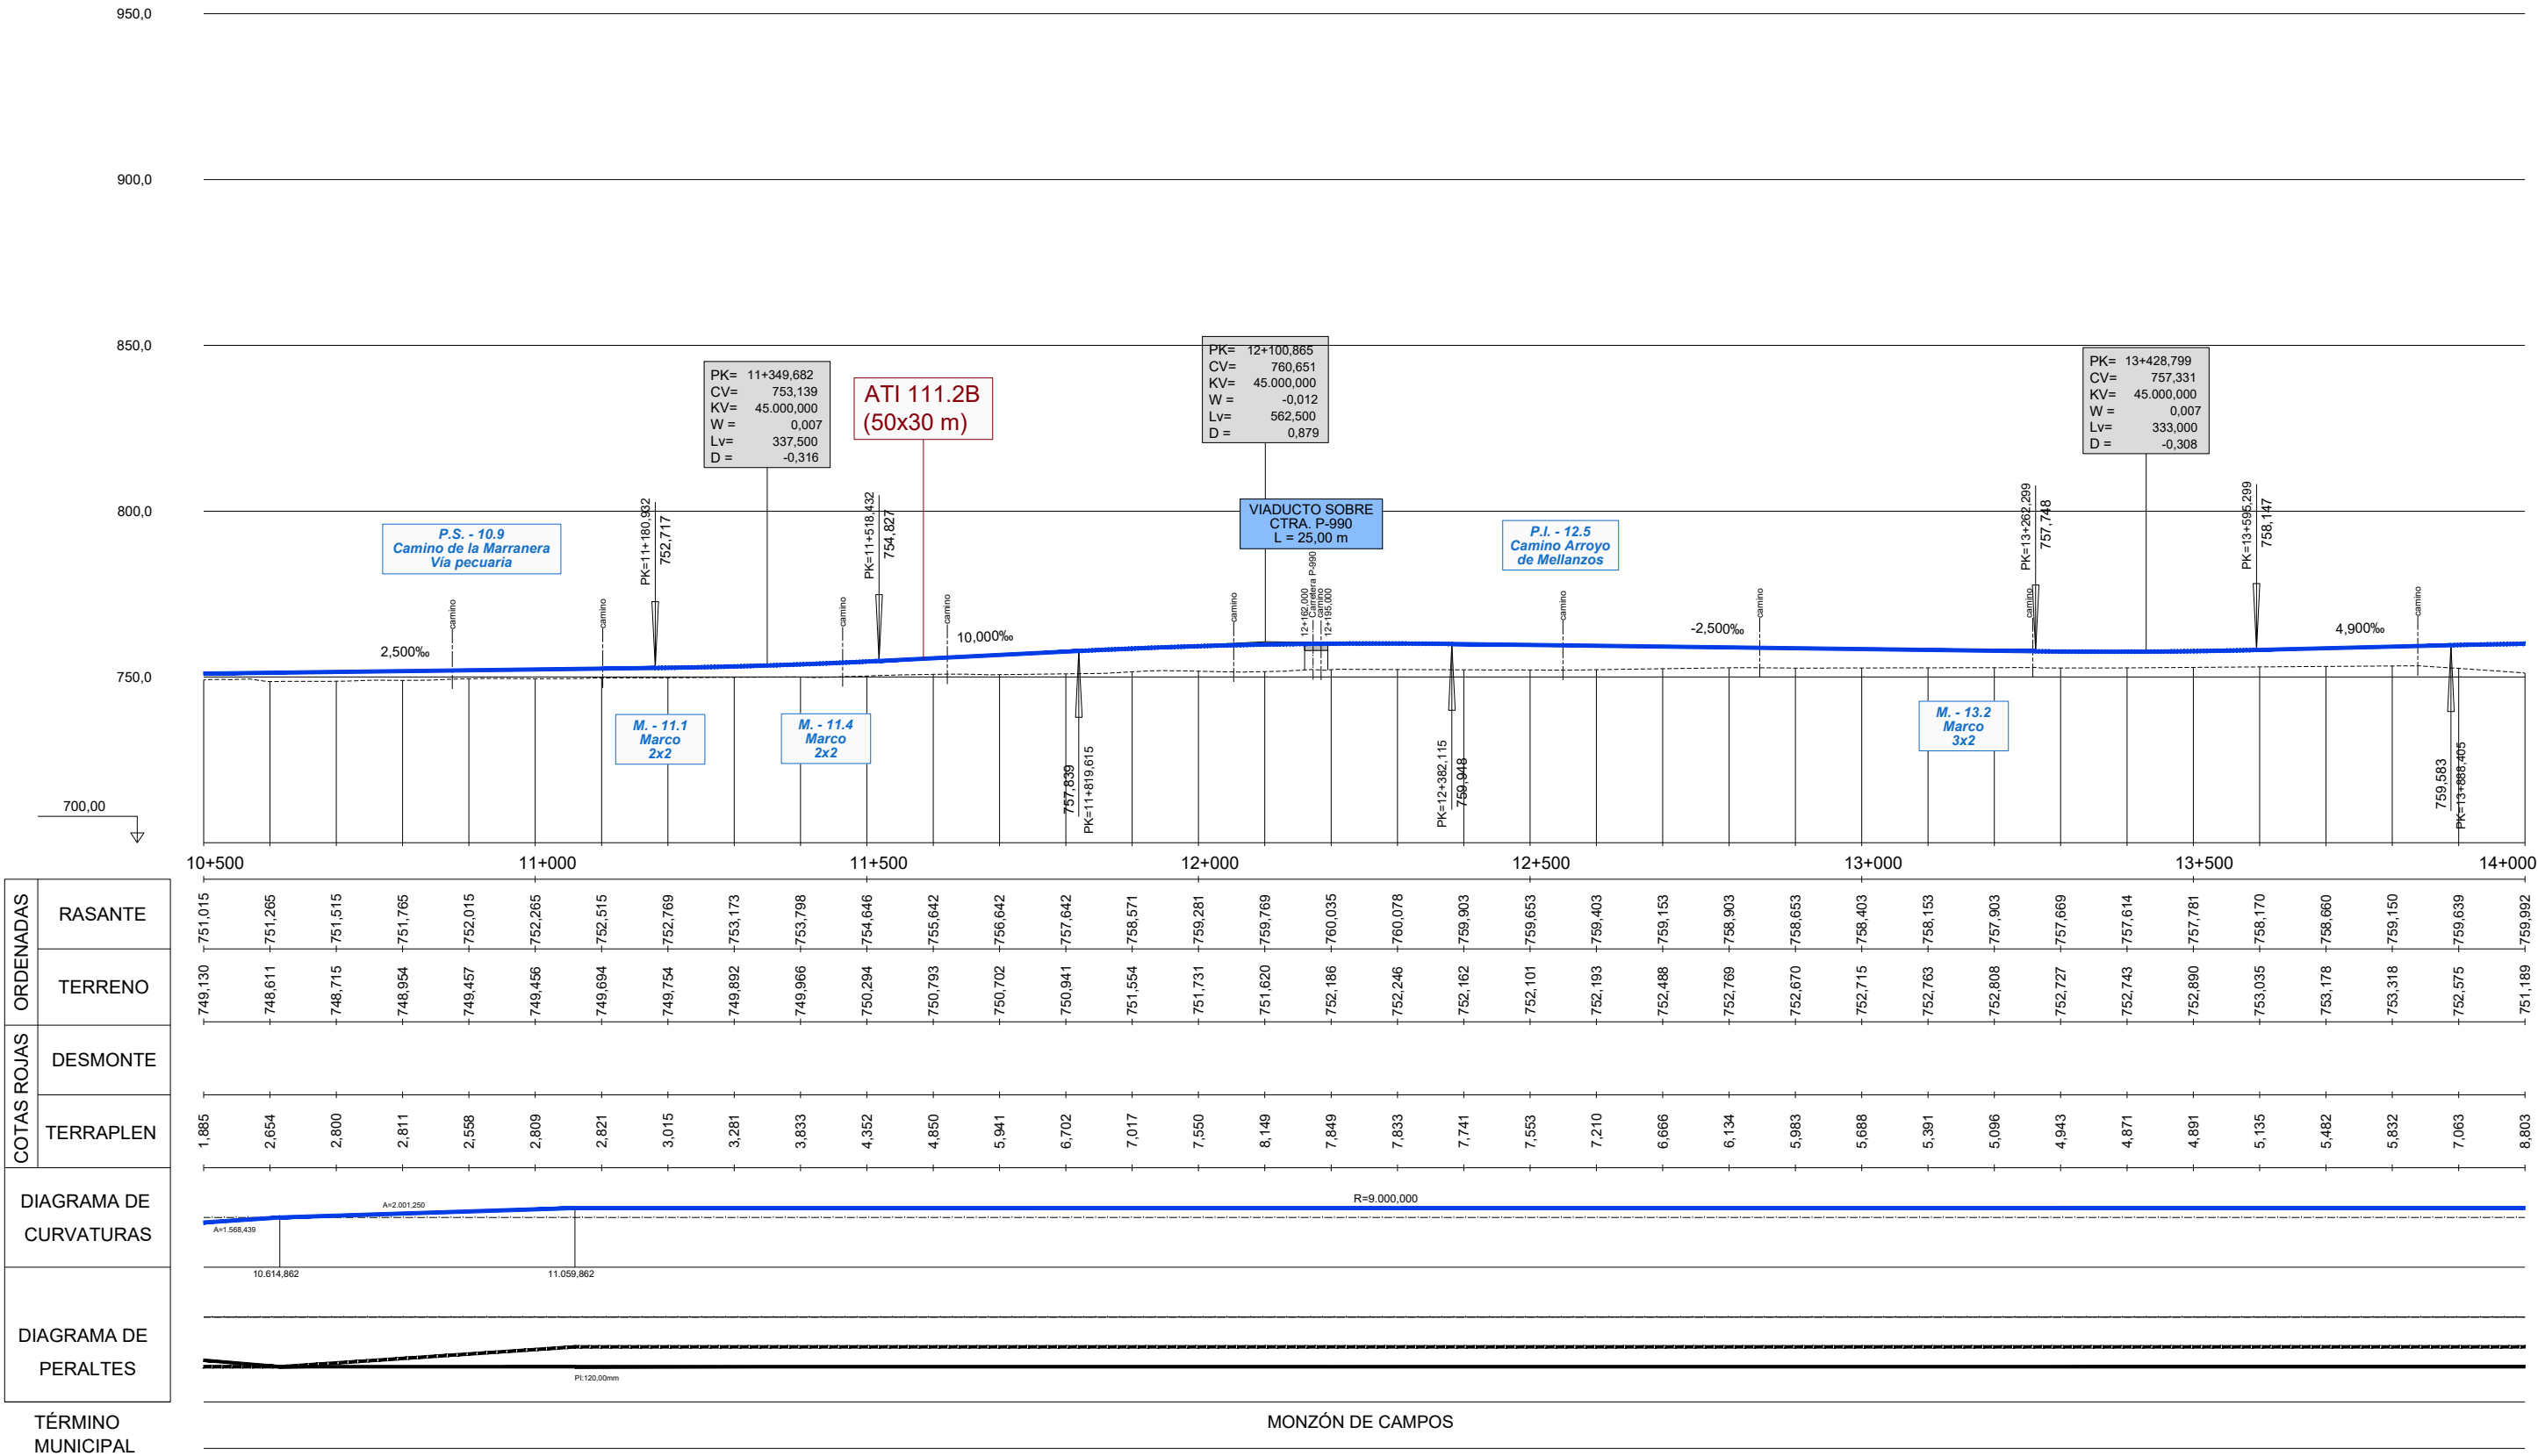 950,0
900,0
850,0
800,0
750,0
700,00
PK= 11+349,682
CV= 753,139
KV= 45.000,000
W = 0,007
Lv= 337,500
D = -0,316
ATI 111.2B
(50x30 m)
PK= 12+100,865
CV= 760,651
KV= 45.000,000
W = -0,012
Lv= 562,500
D = 0,879
PK= 13+428,799
CV= 757,331
KV= 45.000,000
W = 0,007
Lv= 333,000
D = -0,308
P.S. - 10.9
Camino de la Marranera
Vía pecuaria
PK=11+180,932
752,717
PK=11+518,432
754,827
VIADUCTO SOBRE
CTRA. P-990
L = 25,00 m
P.I. - 12.5
Camino Arroyo
de Mellanzos
PK=13+262,299
757,748
PK=13+595,299
758,147
camino
camino
camino
camino
camino
12+162,000
Carretera P-990
camino
12+195,000
camino
camino
camino
camino
2,500‰
10,000‰
-2,500‰
4,900‰
M. - 11.1
Marco
2x2
M. - 11.4
Marco
2x2
M. - 13.2
Marco
3x2
757,839
PK=11+819,615
PK=12+382,115
759,948
759,583
PK=13+888,405
10+500 11+000 11+500 12+000 12+500 13+000 13+500 14+000
ORDENADAS
RASANTE
751,015 751,265 751,515 751,765 752,015 752,265 752,515 752,769 753,173 753,798 754,646 755,642 756,642 757,642 758,571 759,281 759,769 760,035 760,078 759,903 759,653 759,403 759,153 758,903 758,653 758,403 758,153 757,903 757,669 757,614 757,781 758,170 758,660 759,150 759,639 759,992
TERRENO
749,130 748,611 748,715 748,954 749,457 749,456 749,694 749,754 749,892 749,966 750,294 750,793 750,702 750,941 751,554 751,731 751,620 752,186 752,246 752,162 752,101 752,193 752,488 752,769 752,670 752,715 752,763 752,808 752,727 752,743 752,890 753,035 753,178 753,318 752,575 751,189
COTAS ROJAS
DESMONTE
TERRAPLEN
1,885 2,654 2,800 2,811 2,558 2,809 2,821 3,015 3,281 3,833 4,352 4,850 5,941 6,702 7,017 7,550 8,149 7,849 7,833 7,741 7,553 7,210 6,666 6,134 5,983 5,688 5,391 5,096 4,943 4,871 4,891 5,135 5,482 5,832 7,063 8,803
DIAGRAMA DE
CURVATURAS
A=1.568,439
A=2.001,250
R=9.000,000
10.614,862
11.059,862
DIAGRAMA DE
PERALTES
PI:120,00mm
TÉRMINO
MUNICIPAL
MONZÓN DE CAMPOS